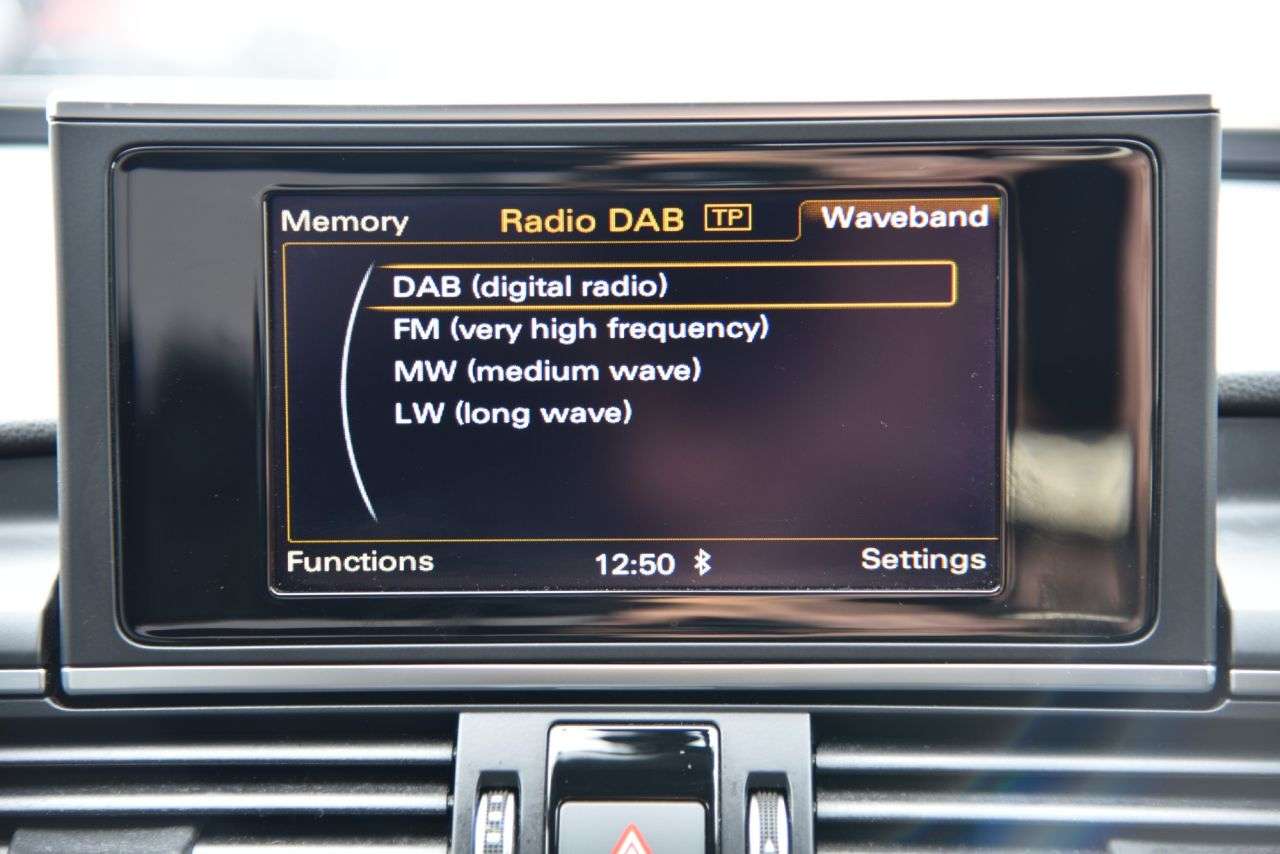 Memory Radio DAB TP Waveband
DAB (digital radio)
FM (very high frequency)
MW (medium wave)
LW (long wave)
Functions 12:50 Settings